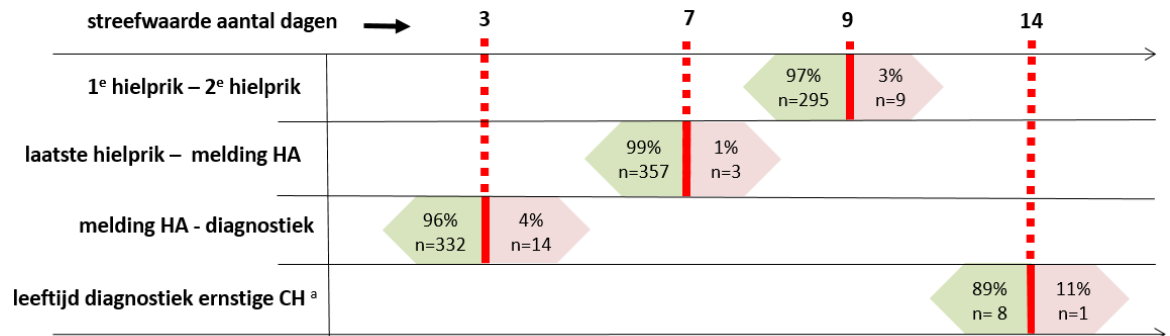 streefwaarde aantal dagen 3 7 9 14
1e hielprik – 2e hielprik 97% 3%
n=295 n=9
laatste hielprik – melding HA 99% 1%
n=357 n=3
melding HA - diagnostiek 96% 4%
n=332 n=14
leeftijd diagnostiek ernstige CH a 89% 11%
n= 8 n=1